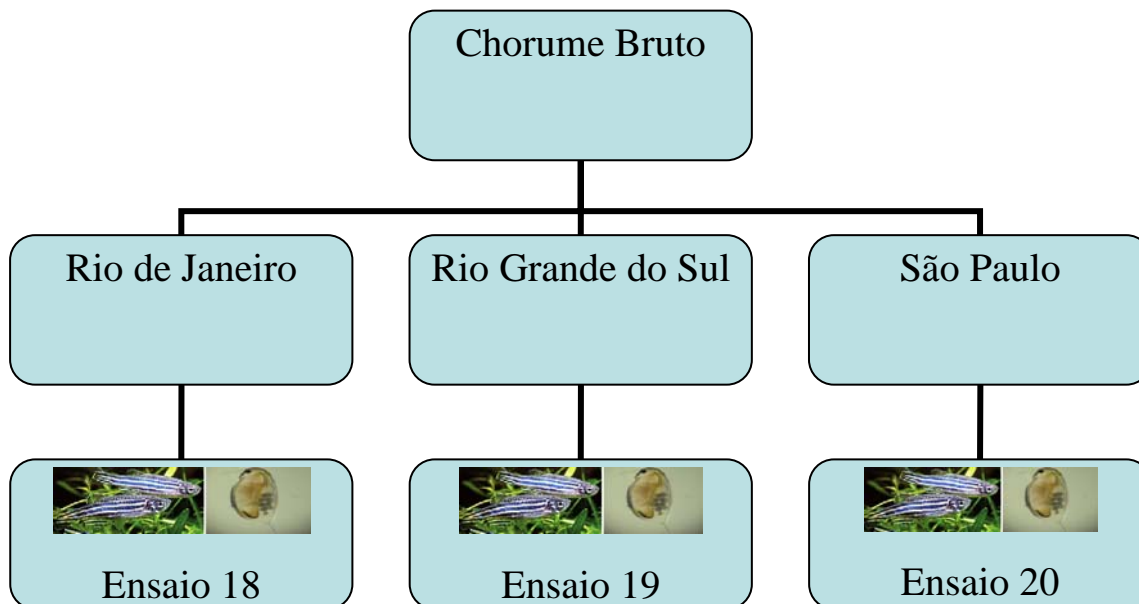 Chorume Bruto
Rio de Janeiro
Rio Grande do Sul
São Paulo
Ensaio 18
Ensaio 19
Ensaio 20